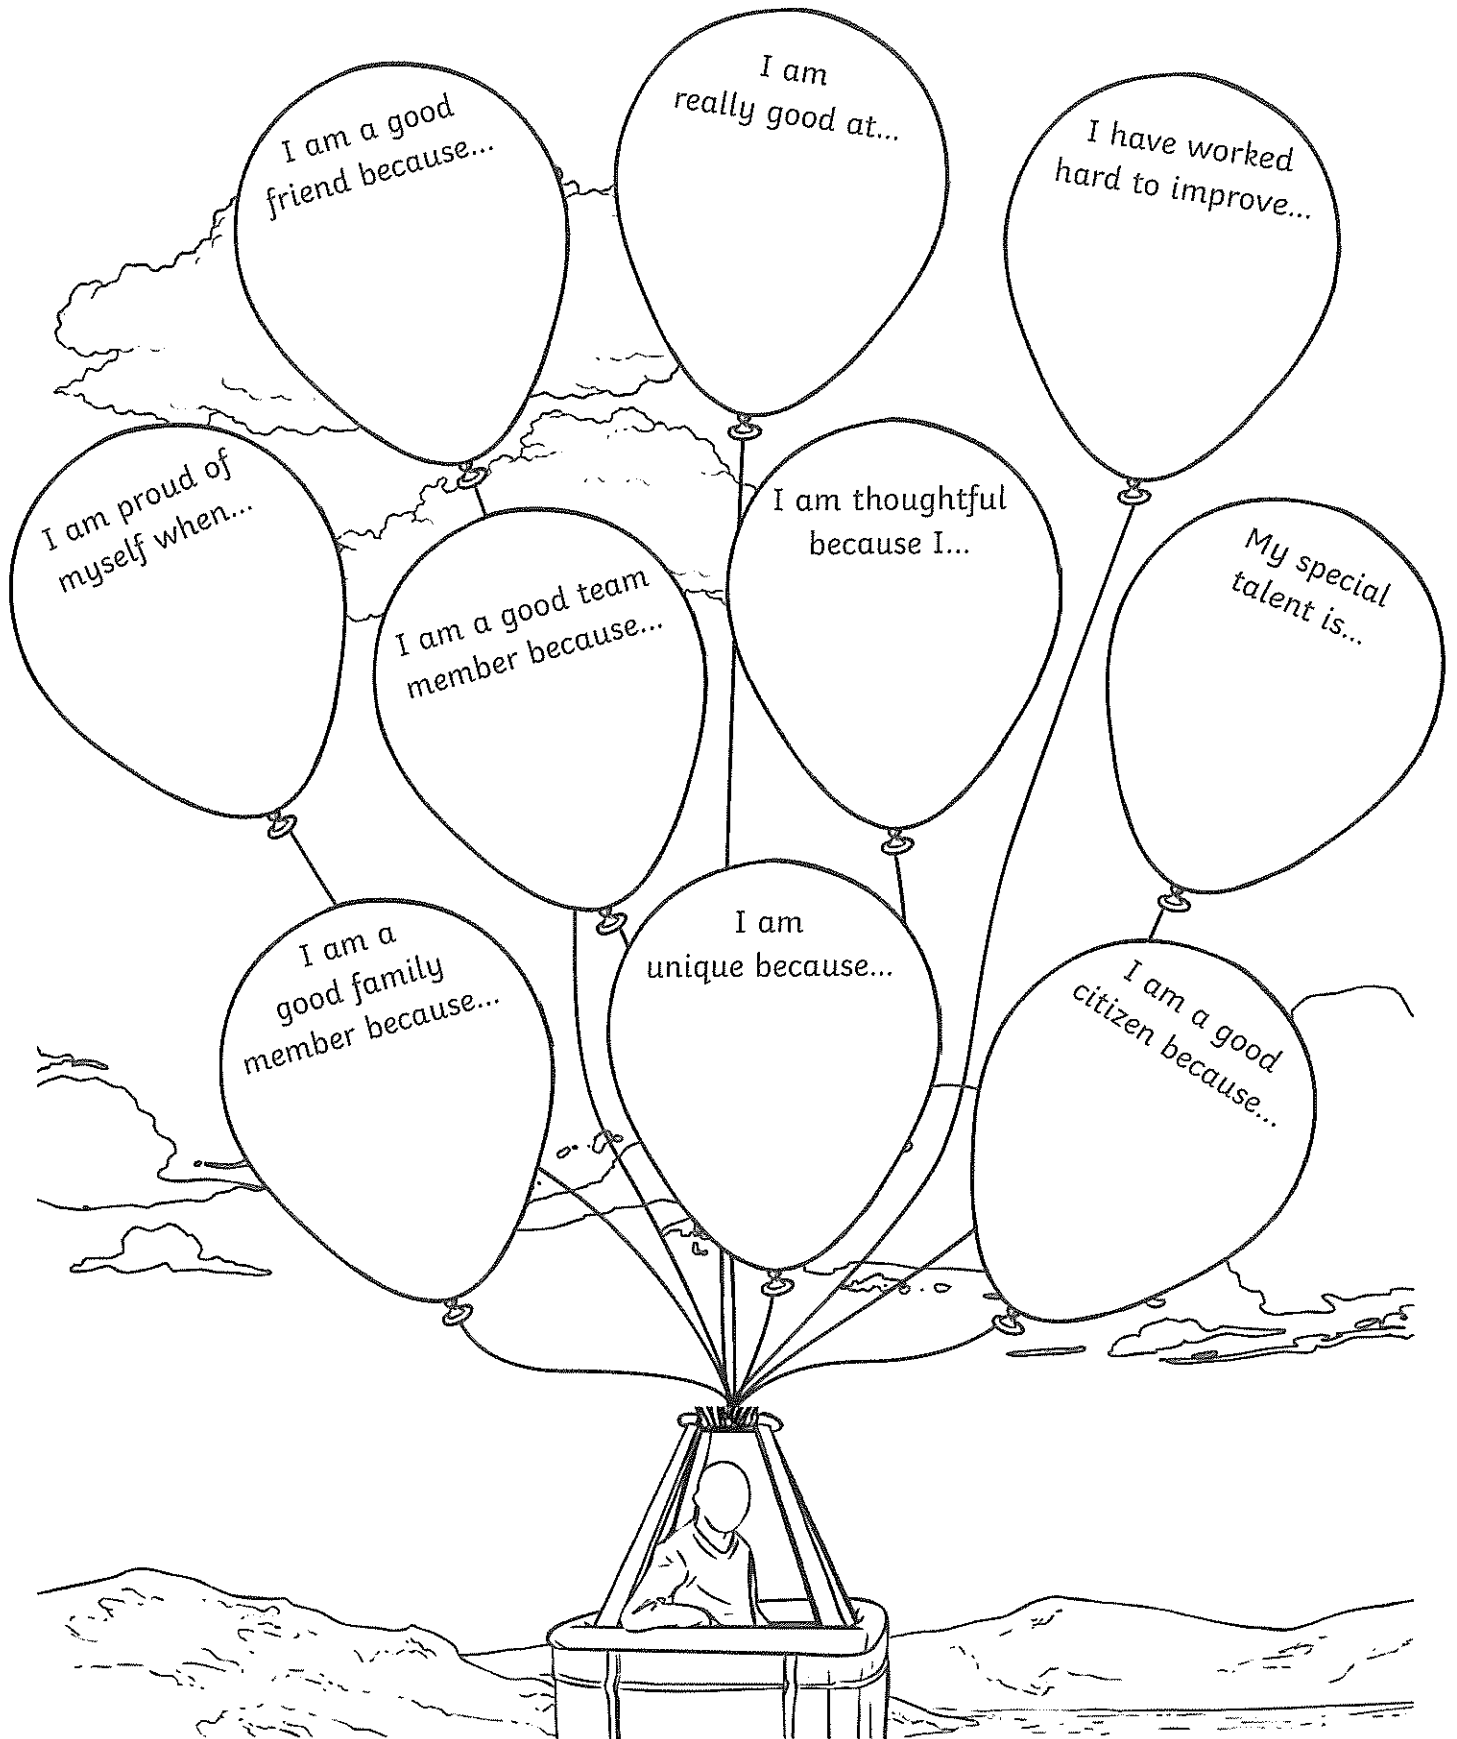 I am a good
friend because...
I am
really good at...
I have worked
hard to improve...
I am proud of
myself when...
I am a good team
member because...
I am thoughtful
because I...
My special
talent is...
I am a
good family
member because...
I am
unique because...
I am a good
citizen because...